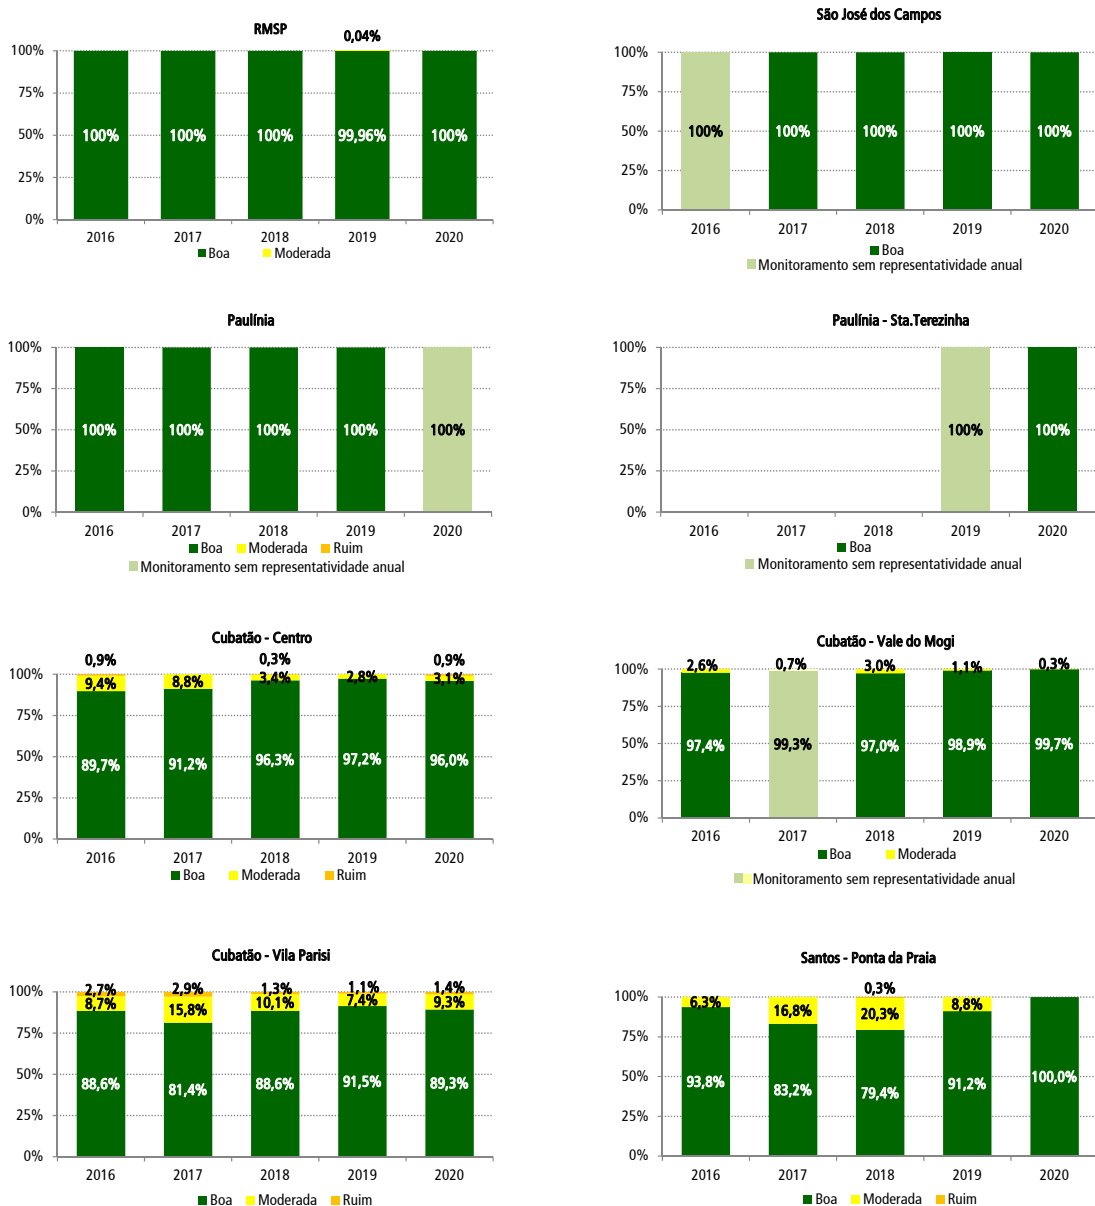 RMSP
0,04%
100%
75%
50%
25%
0%
100% 100% 100% 99,96% 100%
2016 2017 2018 2019 2020
Boa Moderada
São José dos Campos
100%
75%
50%
25%
0%
100% 100% 100% 100% 100%
2016 2017 2018 2019 2020
Boa
Monitoramento sem representatividade anual
Paulínia
100%
75%
50%
25%
0%
100% 100% 100% 100% 100%
2016 2017 2018 2019 2020
Boa Moderada Ruim
Monitoramento sem representatividade anual
Paulínia - Sta.Terezinha
100%
75%
50%
25%
0%
100% 100%
2016 2017 2018 2019 2020
Boa
Monitoramento sem representatividade anual
Cubatão - Centro
0,9% 0,3% 0,9%
100%
9,4% 8,8% 3,4% 2,8% 3,1%
75%
50%
89,7% 91,2% 96,3% 97,2% 96,0%
25%
0%
2016 2017 2018 2019 2020
Boa Moderada Ruim
Cubatão - Vale do Mogi
2,6% 0,7% 3,0% 1,1% 0,3%
100%
75%
50%
97,4% 99,3% 97,0% 98,9% 99,7%
25%
0%
2016 2017 2018 2019 2020
Boa Moderada
Monitoramento sem representatividade anual
Cubatão - Vila Parisi
2,7% 2,9% 1,3% 1,1% 1,4%
100%
8,7% 15,8% 10,1% 7,4% 9,3%
75%
50%
88,6% 81,4% 88,6% 91,5% 89,3%
25%
0%
2016 2017 2018 2019 2020
Boa Moderada Ruim
Santos - Ponta da Praia
0,3%
100%
6,3% 16,8% 20,3% 8,8%
75%
50%
93,8% 83,2% 79,4% 91,2% 100,0%
25%
0%
2016 2017 2018 2019 2020
Boa Moderada Ruim